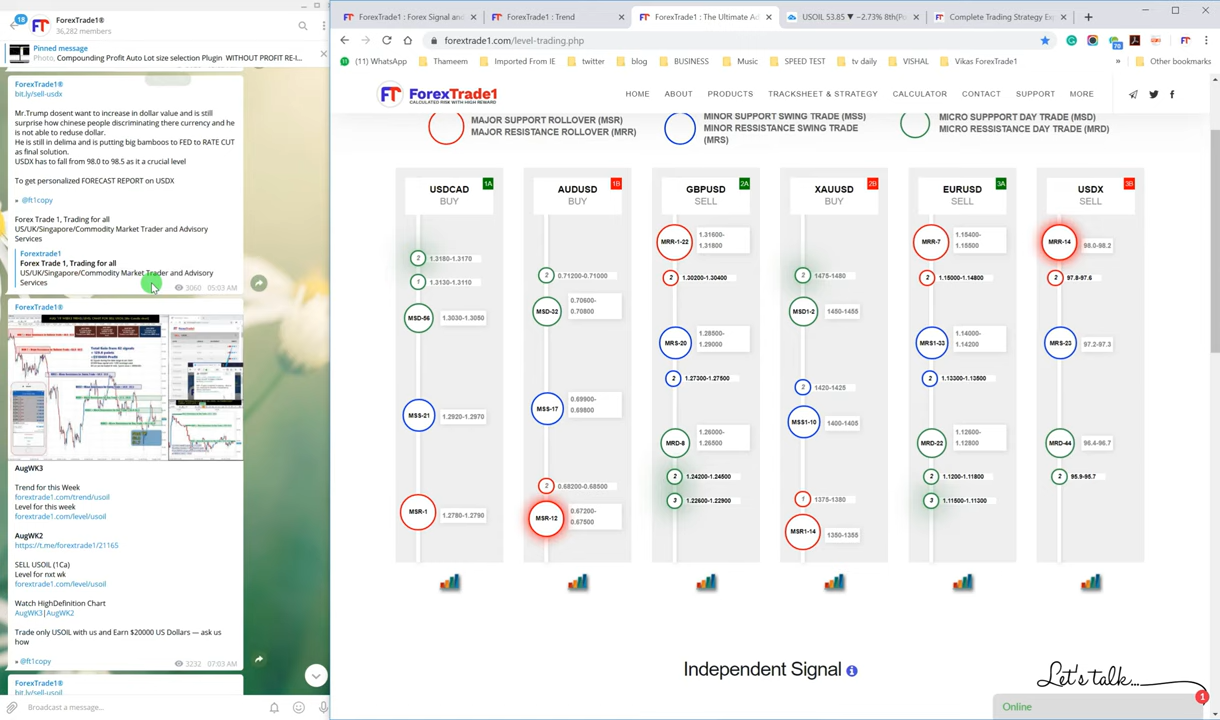 18
FT
ForexTrade1®
36,282 members
Pinned message
Photo, Compounding Profit Auto Lot size selection Plugin WITHOUT PROFIT RE-I...
ForexTrade1®
bit.ly/sell-usdx
Mr.Trump dosent want to increase in dollar value and is still
surprise how chinese people discriminating there currency and he
is not able to reduse dollar.
He is still in delima and is putting big bamboos to FED to RATE CUT
as final solution.
USDX has to fall from 98.0 to 98.5 as it a crucial level
To get personalized FORECAST REPORT on USDX
» @ft1copy
Forex Trade 1, Trading for all
US/UK/Singapore/Commodity Market Trader and Advisory
Services
Forextrade1
Forex Trade 1, Trading for all
US/UK/Singapore/Commodity Market Trader and Advisory
Services
3060 05:03 AM
ForexTrade1®
AugWK3
Trend for this Week
forextrade1.com/trend/usoil
Level for this week
forextrade1.com/level/usoil
AugWK2
https://t.me/forextrade1/21165
SELL USOIL (1Ca)
Level for nxt wk
forextrade1.com/level/usoil
Watch HighDefinition Chart
AugWK3|AugWK2
Trade only USOIL with us and Earn $20000 US Dollars — ask us
how
» @ft1copy
3232 07:03 AM
ForexTrade1®
bit.ly/sell-usoil
Broadcast a message...
ForexTrade1 : Forex Signal and
ForexTrade1 : Trend
ForexTrade1 : The Ultimate Ad
USOIL 53.85 ▼ −2.73% 8th(Po
Complete Trading Strategy Exp
forextrade1.com/level-trading.php
(11) WhatsApp
Thameem
Imported From IE
twitter
blog
BUSINESS
Music
SPEED TEST
tv daily
VISHAL
Vikas ForexTrade1
»
Other bookmarks
FT ForexTrade1
CALCULATED RISK WITH HIGH REWARD
HOME ABOUT PRODUCTS TRACKSHEET & STRATEGY CALCULATOR CONTACT SUPPORT MORE
MAJOR SUPPORT ROLLOVER (MSR)
MAJOR RESISTANCE ROLLOVER (MRR)
MINOR SUPPORT SWING TRADE (MSS)
MINOR RESSISTANCE SWING TRADE
(MRS)
MICRO SUPPORT DAY TRADE (MSD)
MICRO RESSISTANCE DAY TRADE (MRD)
USDCAD 1A
BUY
2 1.3180-1.3170
1 1.3130-1.3110
MSD-56 1.3030-1.3050
MSS-21 1.2920-1.2970
MSR-1 1.2780-1.2790
AUDUSD 1B
BUY
2 0.71200-0.71000
MSD-32 0.70600-
0.70800
MSS-17 0.69900-
0.69800
2 0.68200-0.68500
MSR-12 0.67200-
0.67500
GBPUSD 2A
SELL
MRR-1-22 1.31600-
1.31800
2 1.30200-1.30400
MRS-20 1.28500-
1.29000
2 1.27300-1.27500
MRD-8 1.26000-
1.26500
2 1.24200-1.24500
3 1.22600-1.22900
XAUUSD 2B
BUY
2 1475-1480
MSD1-2 1450-1455
2 1420-1425
MSS1-10 1400-1405
1 1375-1380
MSR1-14 1350-1355
EURUSD 3A
SELL
MRR-7 1.15400-
1.15500
2 1.15000-1.14800
MRS1-33 1.14000-
1.14200
2 1.13300-1.13500
MRD-22 1.12600-
1.12800
2 1.1200-1.11800
3 1.11500-1.11300
USDX 3B
SELL
MRR-14 98.0-98.2
2 97.8-97.6
MRS-23 97.2-97.3
MRD-44 96.4-96.7
2 95.9-95.7
Independent Signal
Let's talk...
Online
1